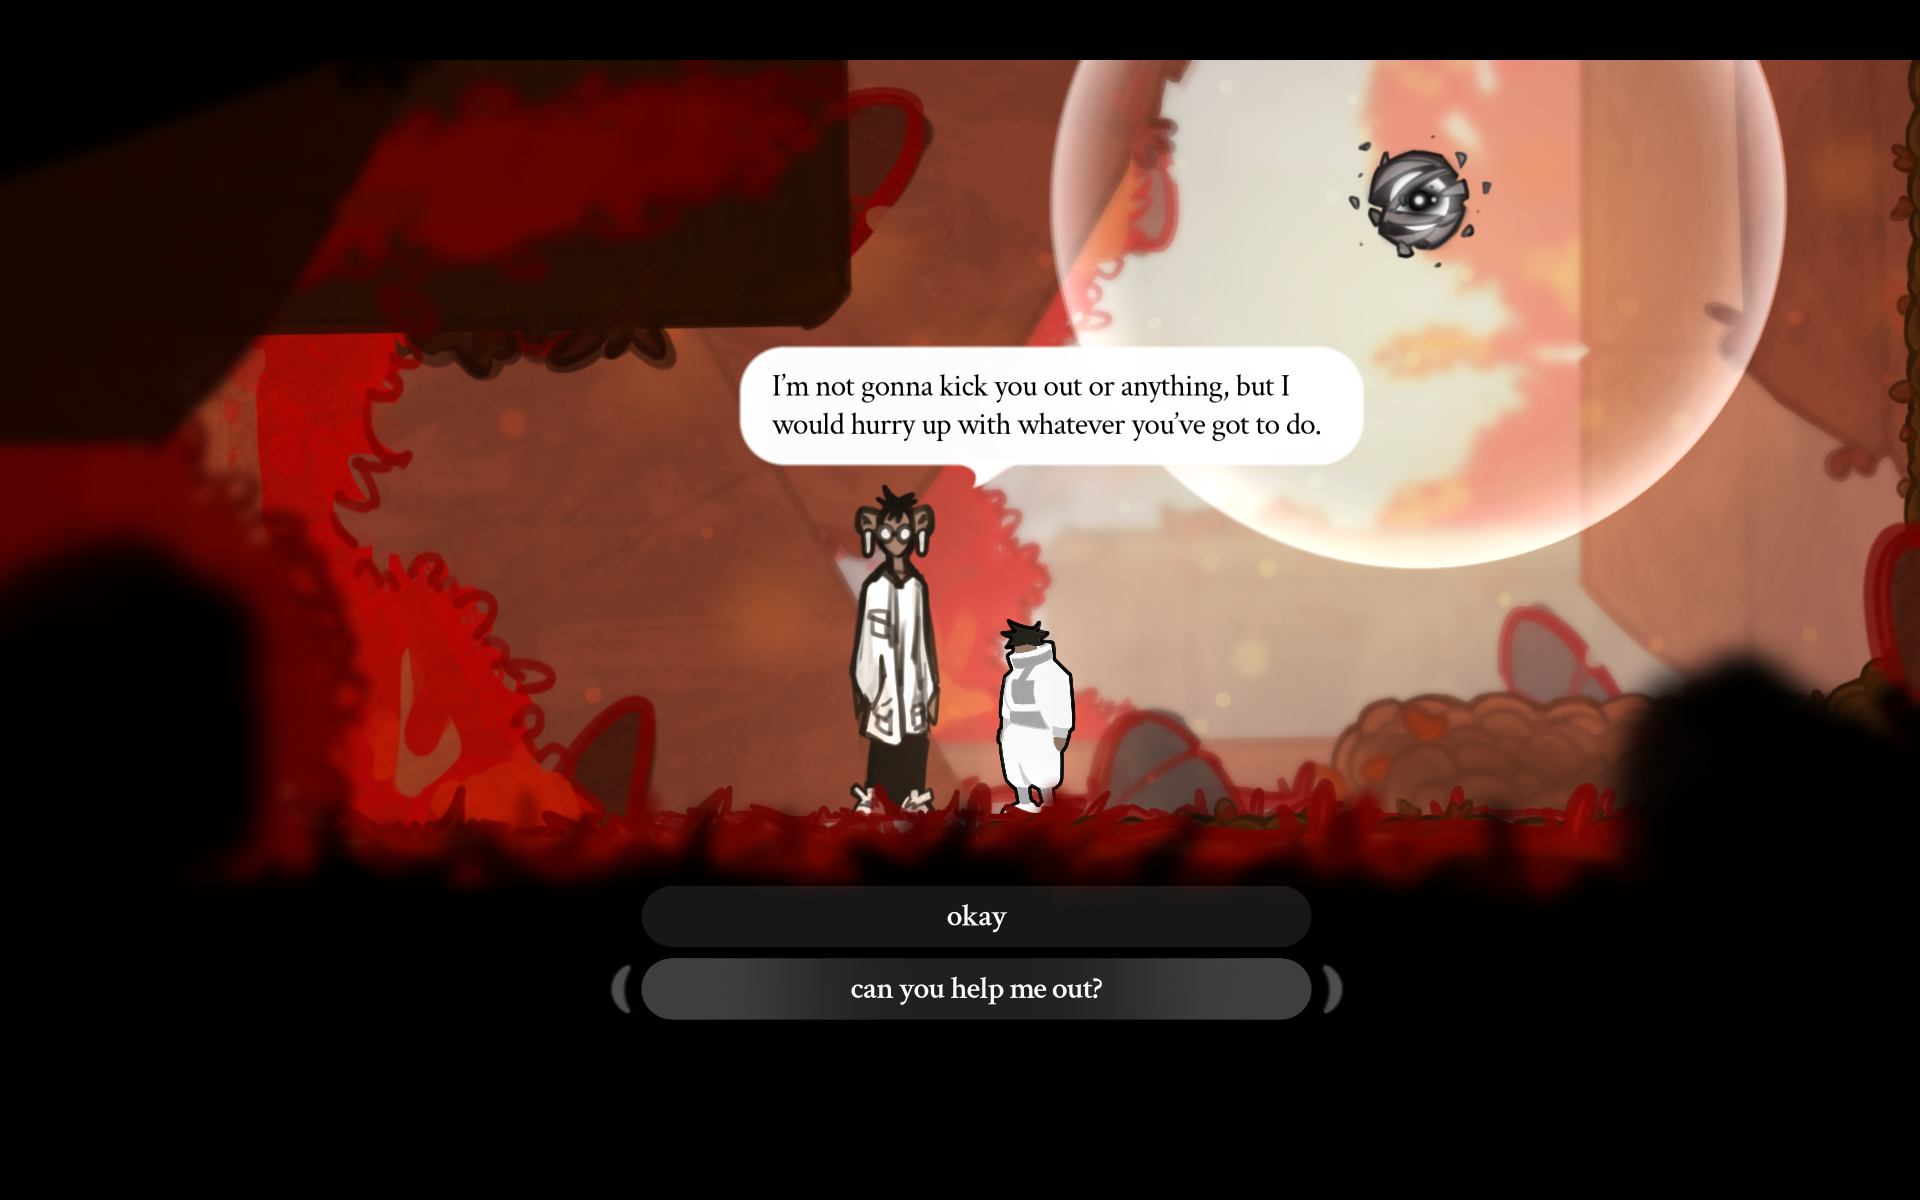 I’m not gonna kick you out or anything, but I
would hurry up with whatever you’ve got to do.
okay
can you help me out?